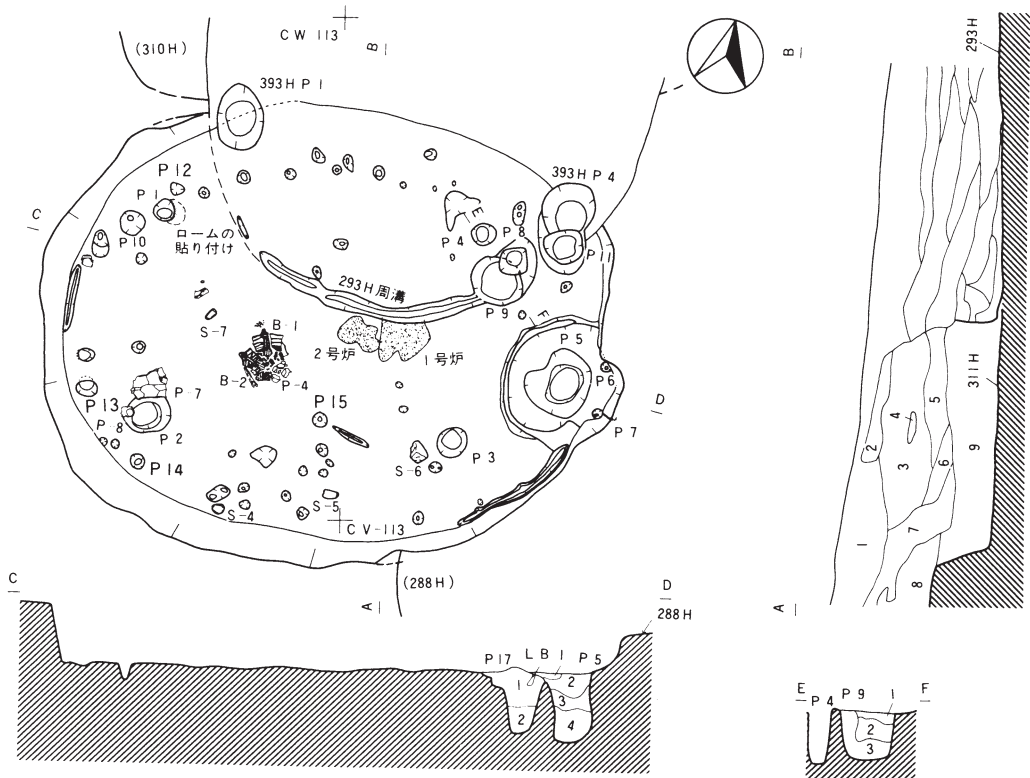 CW-113
B
B
(310H)
393H P1
393H P4
293H
P12
P1
P10
ロームの
貼り付け
C
E
P4
P8
P11
293H周溝
P9
F
S-7
B-1
B-2
P-4
2号炉
1号炉
P5
P6
D
P7
P-7
P13
P-8
P2
P14
P15
P3
S-6
S-4
S-5
CV-113
(288H)
A
A
311H
1
2
3
4
5
6
7
8
9
C
D
288H
P17
LB
1
P5
1
2
2
3
4
E
P4
P9
1
F
2
3